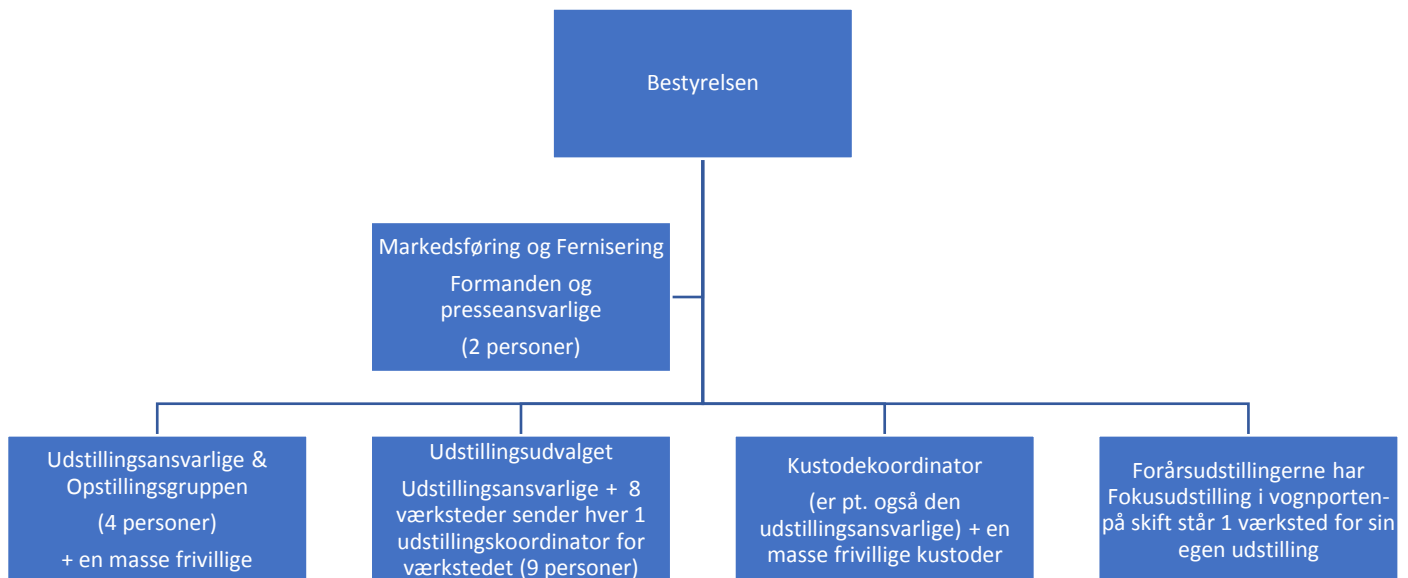 Bestyrelsen
Markedsføring og Fernisering
Formanden og
presseansvarlige
(2 personer)
Udstillingsansvarlige &
Opstillingsgruppen
(4 personer)
+ en masse frivillige
Udstillingsudvalget
Udstillingsansvarlige +  8
værksteder sender hver 1
udstillingskoordinator for
værkstedet (9 personer)
Kustodekoordinator
(er pt. også den
udstillingsansvarlige) + en
masse frivillige kustoder
Forårsudstillingerne har
Fokusudstilling i vognporten-
på skift står 1 værksted for sin
egen udstilling